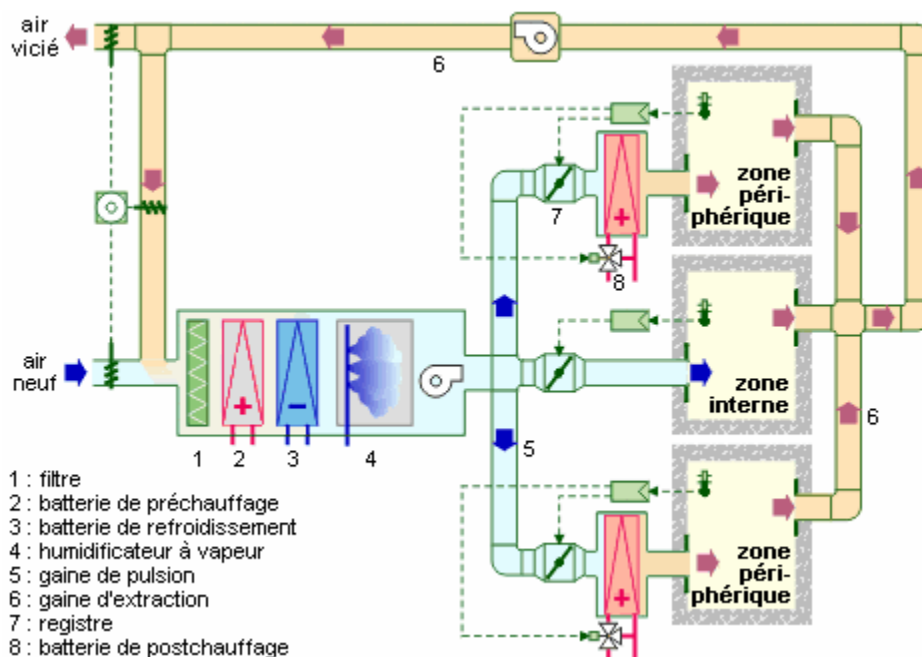 air
vicié
6
zone
péri-
phérique
7
8
air
neuf
zone
interne
+
−
5
6
1
2
3
4
zone
péri-
phérique
+
+
1 : filtre
2 : batterie de préchauffage
3 : batterie de refroidissement
4 : humidificateur à vapeur
5 : gaine de pulsion
6 : gaine d'extraction
7 : registre
8 : batterie de postchauffage